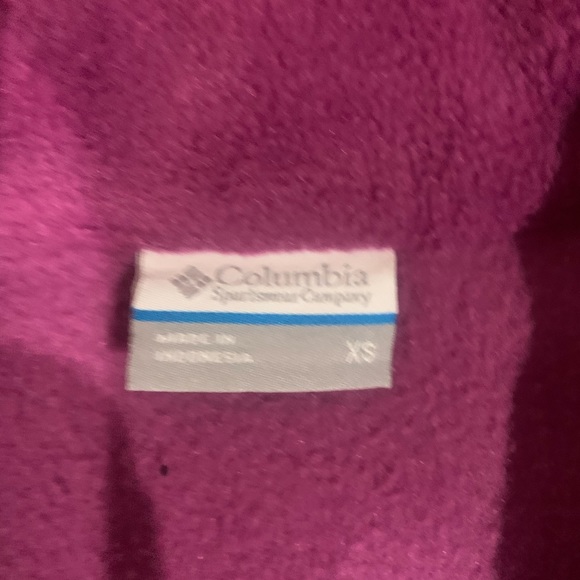 Columbia
Sportswear Company
MADE IN
INDONESIA
XS